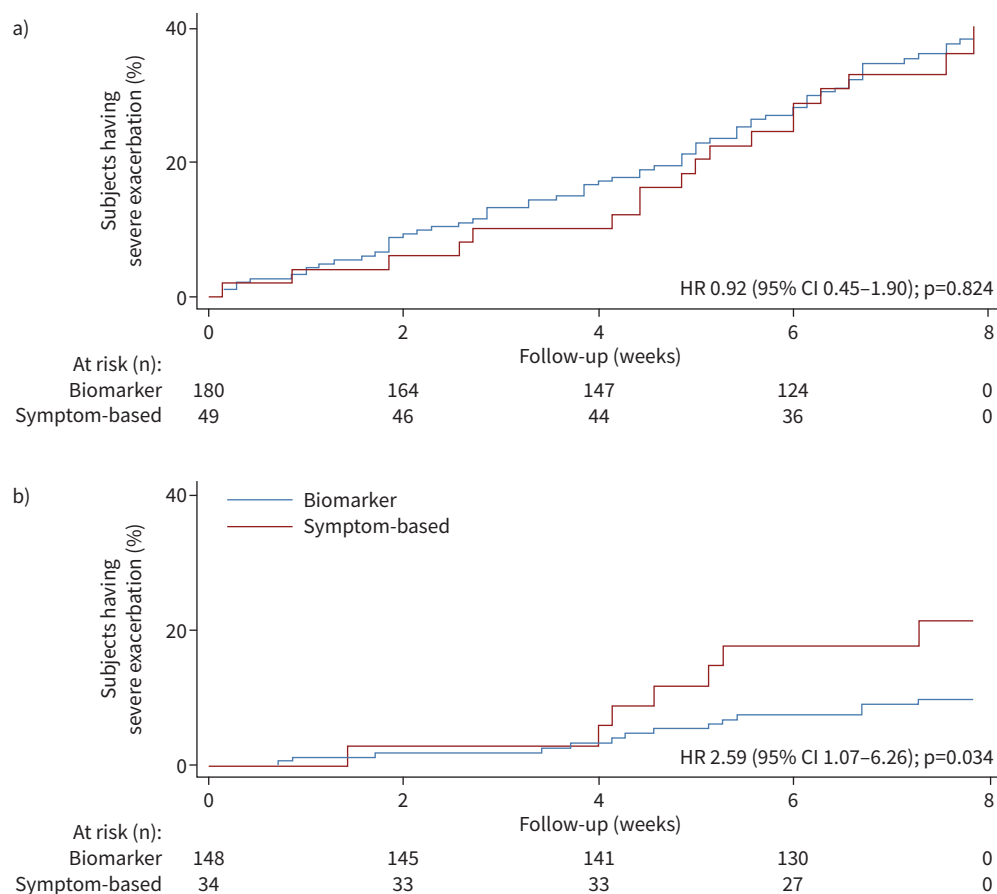 a)
40
20
0
Subjects having
severe exacerbation (%)
HR 0.92 (95% CI 0.45–1.90); p=0.824
0 2 4 6 8
Follow-up (weeks)
At risk (n):
Biomarker 180 164 147 124 0
Symptom-based 49 46 44 36 0
b)
Biomarker
Symptom-based
40
20
0
Subjects having
severe exacerbation (%)
HR 2.59 (95% CI 1.07–6.26); p=0.034
0 2 4 6 8
Follow-up (weeks)
At risk (n):
Biomarker 148 145 141 130 0
Symptom-based 34 33 33 27 0